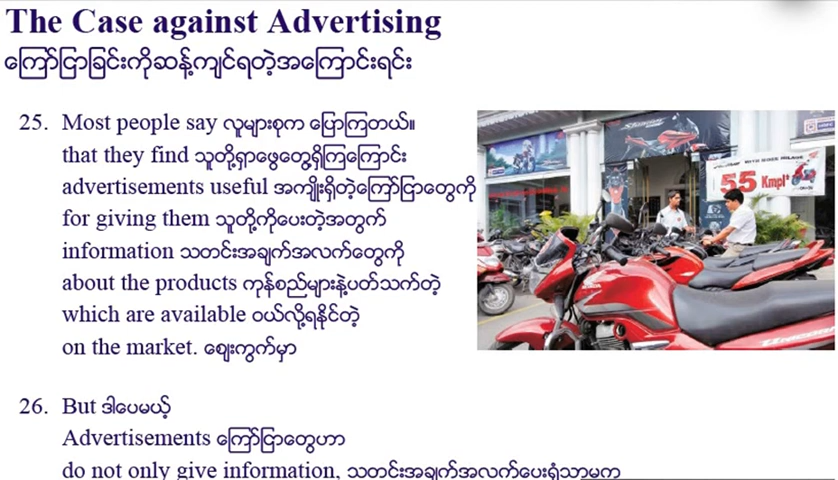 The Case against Advertising
ကြော်ငြာခြင်းကိုဆန့်ကျင်ရတဲ့အကြောင်းရင်း
25. Most people say လူများစုက ပြောကြတယ်။
that they find သူတို့ရှာဖွေတွေ့ရှိကြကြောင်း
advertisements useful အကျိုးရှိတဲ့ကြော်ငြာတွေကို
for giving them သူတို့ကိုပေးတဲ့အတွက်
information သတင်းအချက်အလက်တွေကို
about the products ကုန်စည်များနဲ့ပတ်သက်တဲ့
which are available ဝယ်လို့ရနိုင်တဲ့
on the market. ဈေးကွက်မှာ
55 Kmpl*
HONDA
UNICORN
26. But ဒါပေမယ့်
Advertisements ကြော်ငြာတွေဟာ
do not only give information, သတင်းအချက်အလက်ပေးရုံသာမက